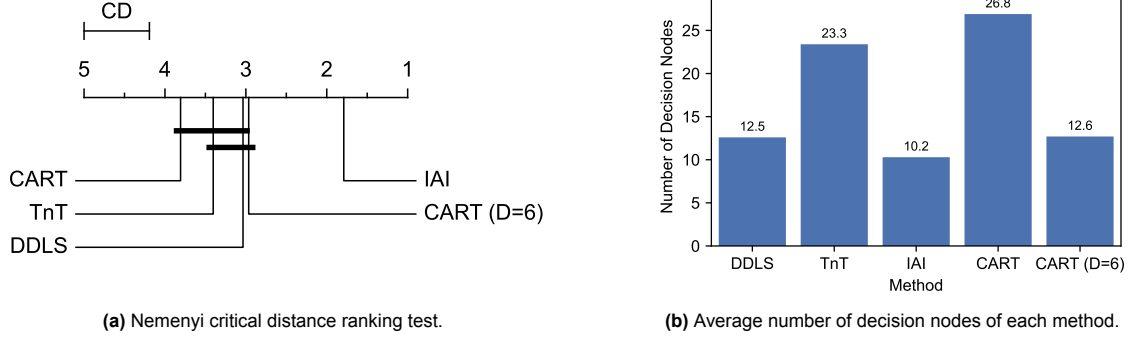 CD
5 4 3 2 1
CART
TnT
DDLS
IAI
CART (D=6)
(a) Nemenyi critical distance ranking test.
Number of Decision Nodes
25
20
15
10
5
0
12.5
23.3
10.2
26.8
12.6
DDLS TnT IAI CART CART (D=6)
Method
(b) Average number of decision nodes of each method.